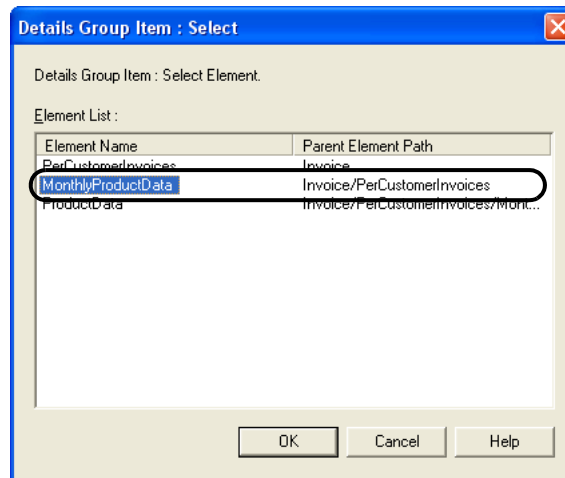 Details Group Item : Select
Details Group Item : Select Element.
Element List :
Element Name Parent Element Path
PerCustomerInvoices Invoice
MonthlyProductData Invoice/PerCustomerInvoices
ProductData Invoice/PerCustomerInvoices/Mont...
OK Cancel Help